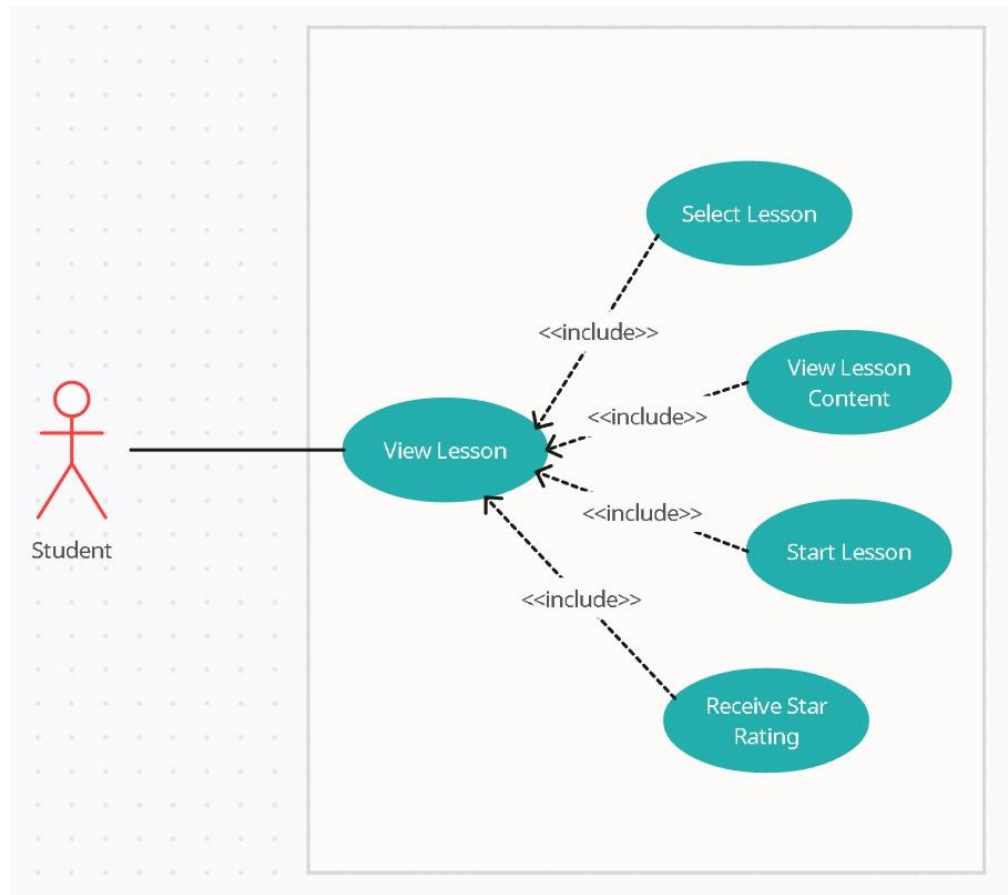 Select Lesson
<<include>>
View Lesson
Content
<<include>>
View Lesson
<<include>>
Start Lesson
Student
<<include>>
Receive Star
Rating